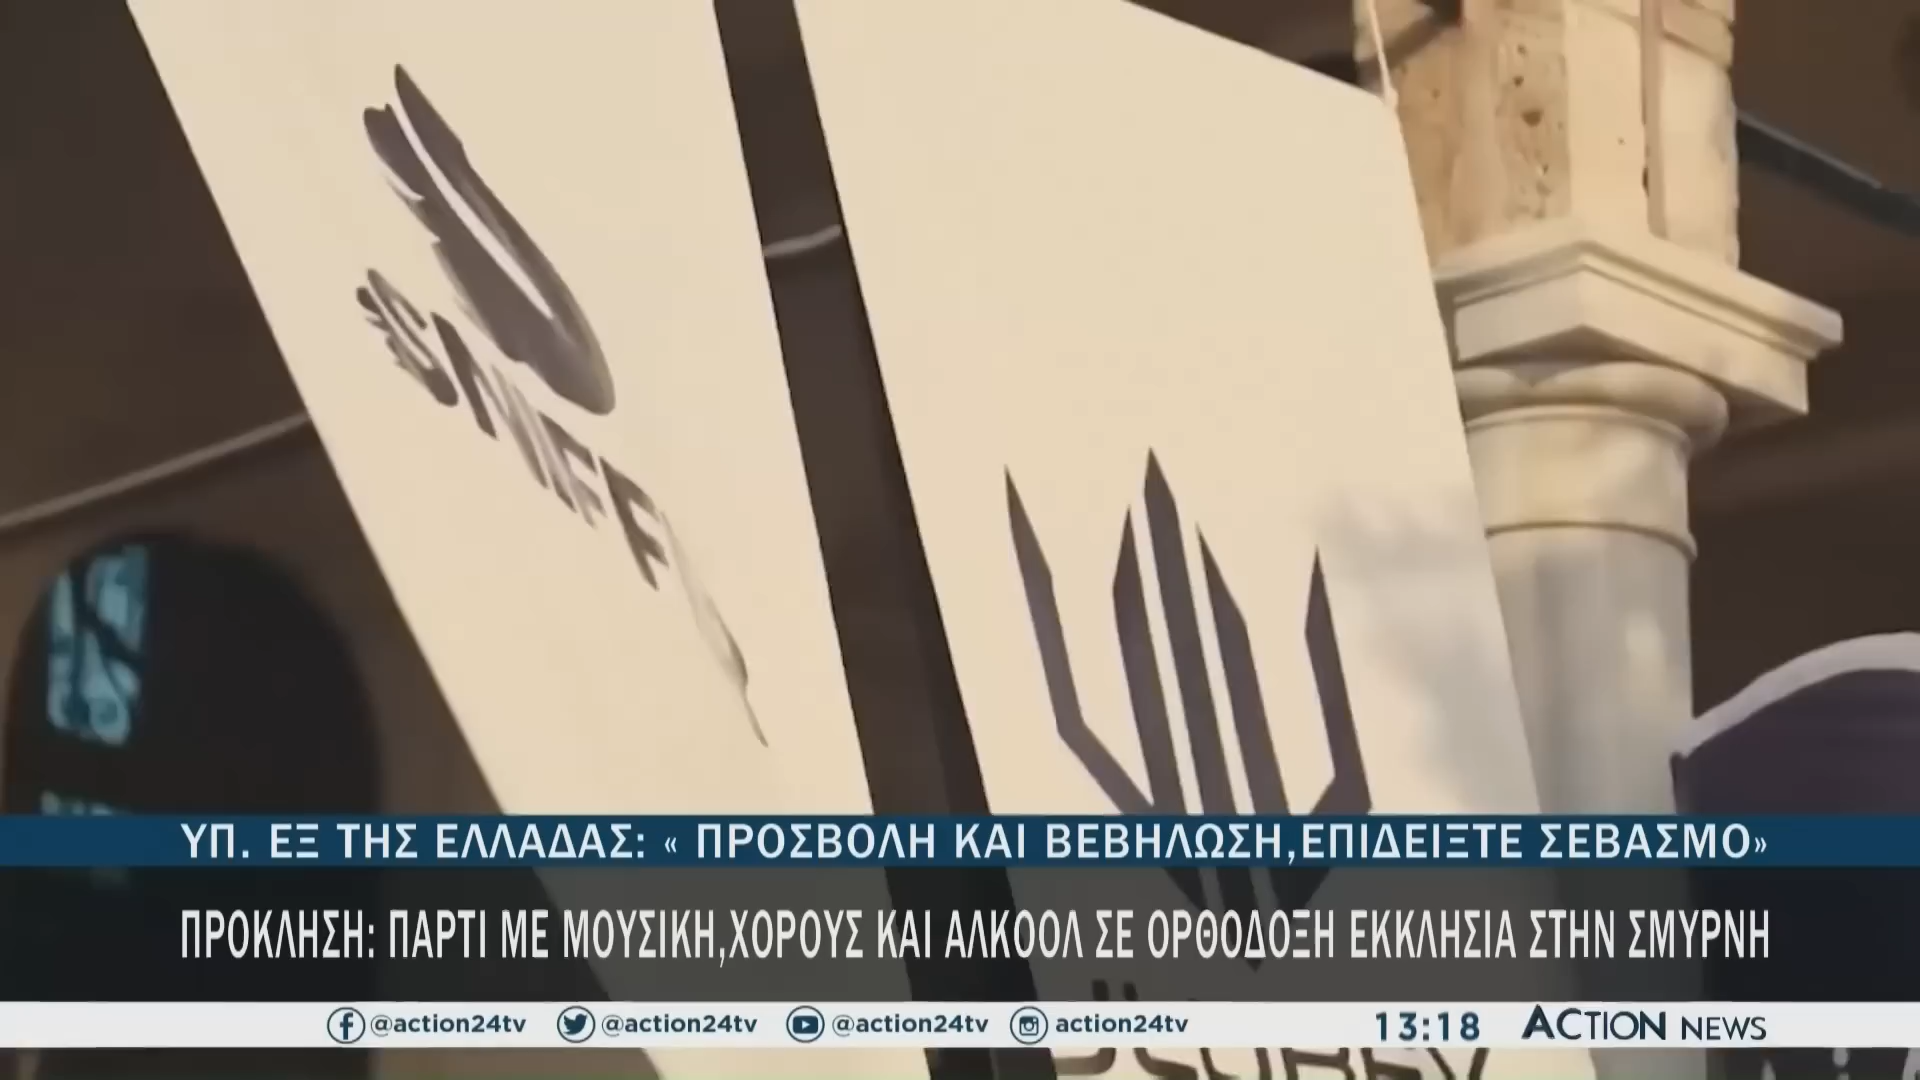 SNIFF
ΥΠ. ΕΞ ΤΗΣ ΕΛΛΑΔΑΣ: « ΠΡΟΣΒΟΛΗ ΚΑΙ ΒΕΒΗΛΩΣΗ,ΕΠΙΔΕΙΞΤΕ ΣΕΒΑΣΜΟ»
ΠΡΟΚΛΗΣΗ: ΠΑΡΤΙ ΜΕ ΜΟΥΣΙΚΗ,ΧΟΡΟΥΣ ΚΑΙ ΑΛΚΟΟΛ ΣΕ ΟΡΘΟΔΟΞΗ ΕΚΚΛΗΣΙΑ ΣΤΗΝ ΣΜΥΡΝΗ
@action24tv @action24tv @action24tv action24tv 13:18 ACTION NEWS